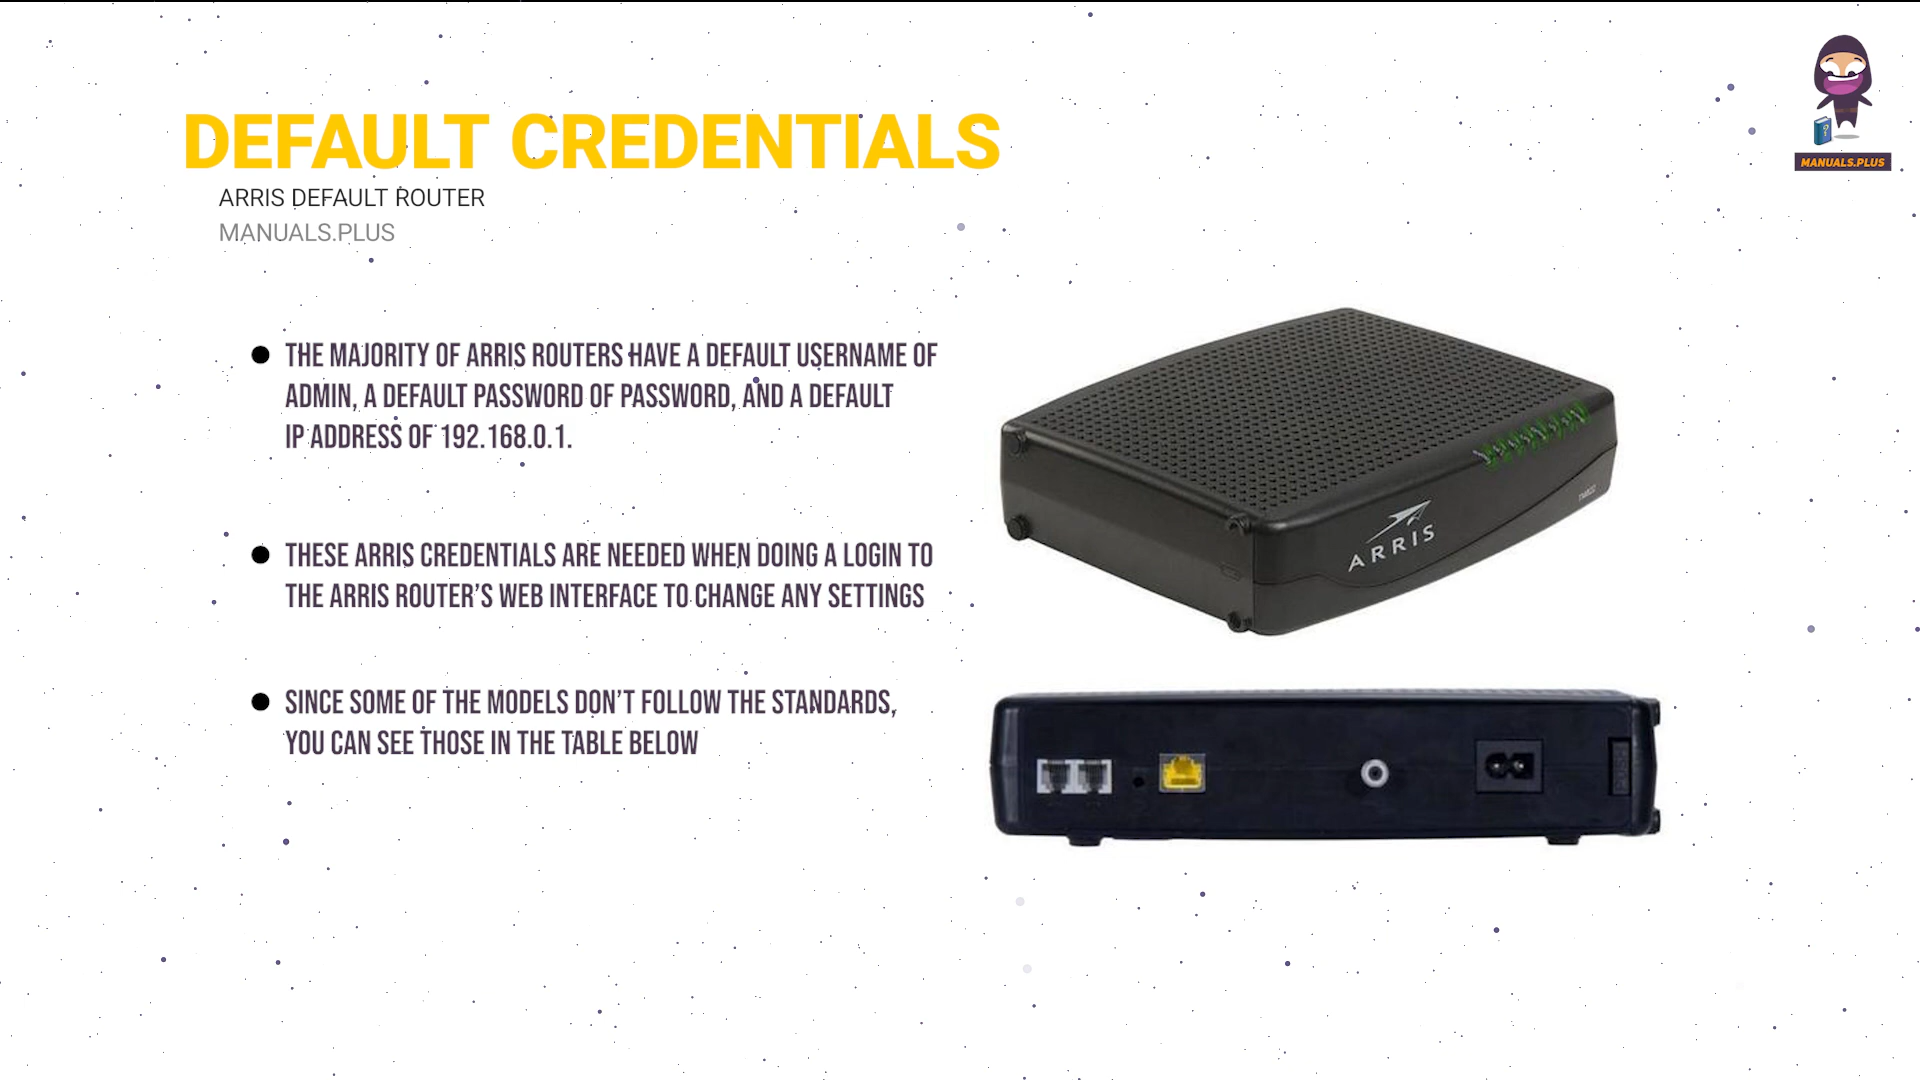 DEFAULT CREDENTIALS
ARRIS DEFAULT ROUTER
MANUALS.PLUS
MANUALS.PLUS
THE MAJORITY OF ARRIS ROUTERS HAVE A DEFAULT USERNAME OF
ADMIN, A DEFAULT PASSWORD OF PASSWORD, AND A DEFAULT
IP ADDRESS OF 192.168.0.1.
THESE ARRIS CREDENTIALS ARE NEEDED WHEN DOING A LOGIN TO
THE ARRIS ROUTER’S WEB INTERFACE TO CHANGE ANY SETTINGS
SINCE SOME OF THE MODELS DON’T FOLLOW THE STANDARDS,
YOU CAN SEE THOSE IN THE TABLE BELOW
ARRIS